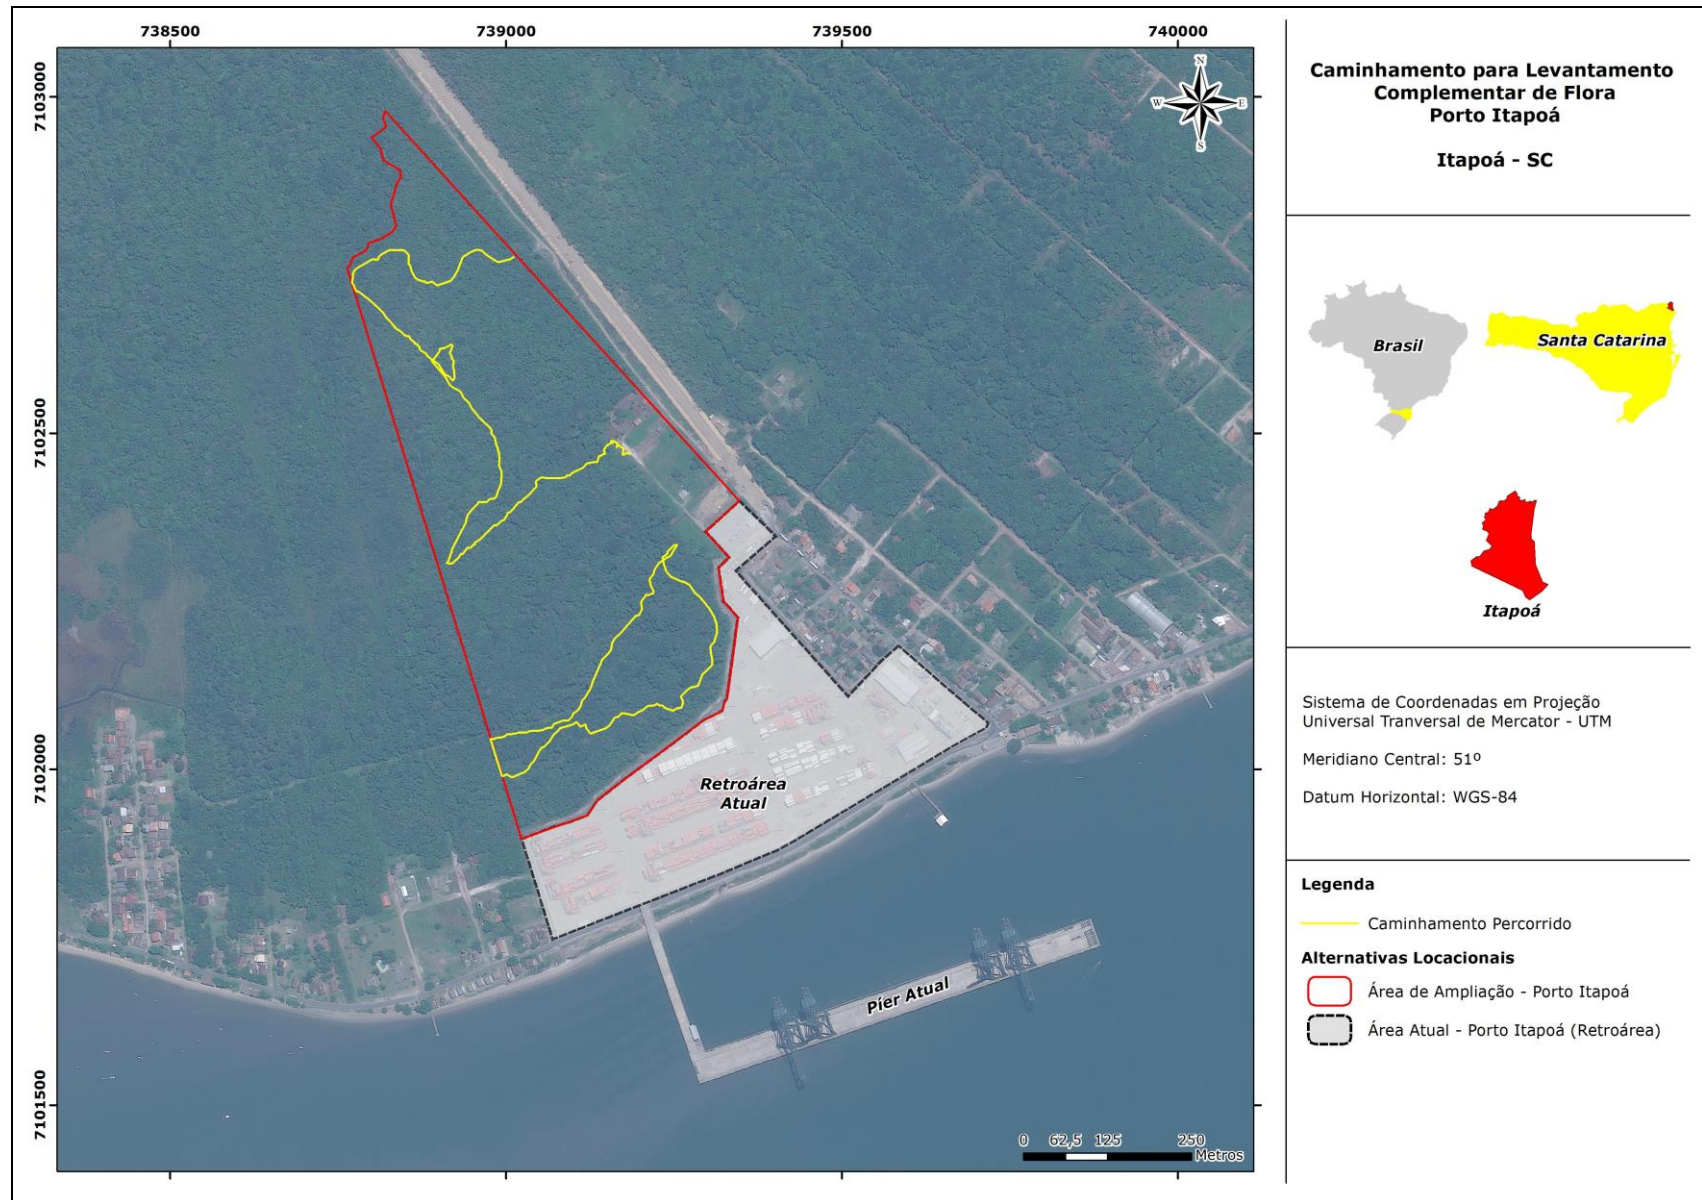 738500
739000
739500
740000
7103000
7102500
7102000
7101500
N
W
E
S
Retroárea
Atual
Píer Atual
0
62,5
125
250
Metros
Caminhamento para Levantamento
Complementar de Flora
Porto Itapoá
Itapoá - SC
Brasil
Santa Catarina
Itapoá
Sistema de Coordenadas em Projeção
Universal Tranversal de Mercator - UTM
Meridiano Central: 51º
Datum Horizontal: WGS-84
Legenda
Caminhamento Percorrido
Alternativas Locacionais
Área de Ampliação - Porto Itapoá
Área Atual - Porto Itapoá (Retroárea)